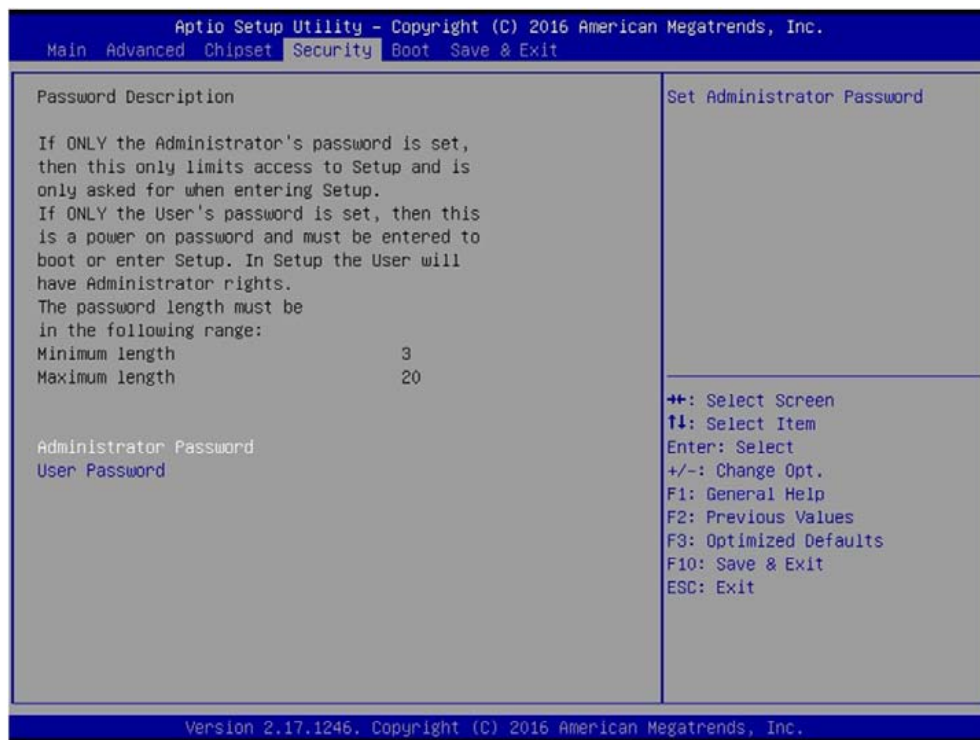 Aptio Setup Utility – Copyright (C) 2016 American Megatrends, Inc.
Main Advanced Chipset Security Boot Save & Exit
Password Description
If ONLY the Administrator's password is set,
then this only limits access to Setup and is
only asked for when entering Setup.
If ONLY the User's password is set, then this
is a power on password and must be entered to
boot or enter Setup. In Setup the User will
have Administrator rights.
The password length must be
in the following range:
Minimum length 3
Maximum length 20
Administrator Password
User Password
Set Administrator Password
→←: Select Screen
↑↓: Select Item
Enter: Select
+/-: Change Opt.
F1: General Help
F2: Previous Values
F3: Optimized Defaults
F10: Save & Exit
ESC: Exit
Version 2.17.1246. Copyright (C) 2016 American Megatrends, Inc.